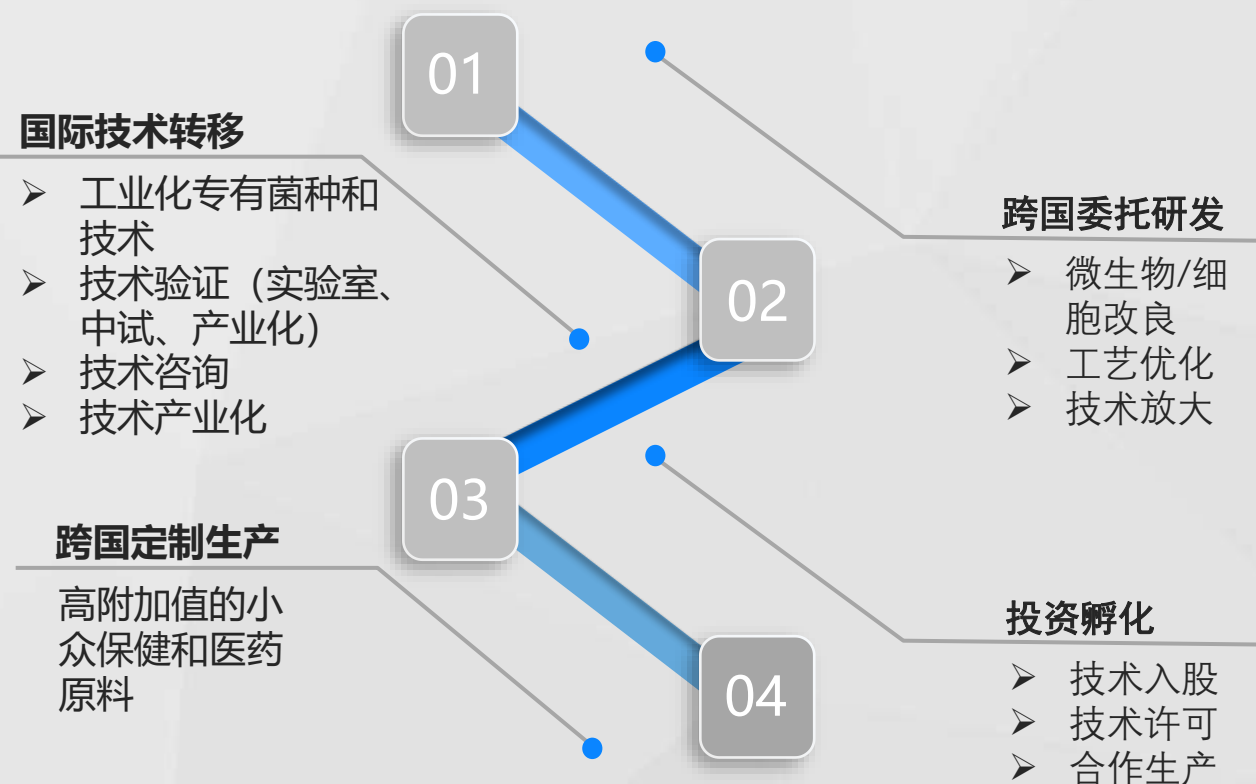 01
国际技术转移
➢ 工业化专有菌种和
技术
➢ 技术验证（实验室、
中试、产业化）
➢ 技术咨询
➢ 技术产业化
02
跨国委托研发
➢ 微生物/细
胞改良
➢ 工艺优化
➢ 技术放大
03
跨国定制生产
高附加值的小
众保健和医药
原料
04
投资孵化
➢ 技术入股
➢ 技术许可
➢ 合作生产